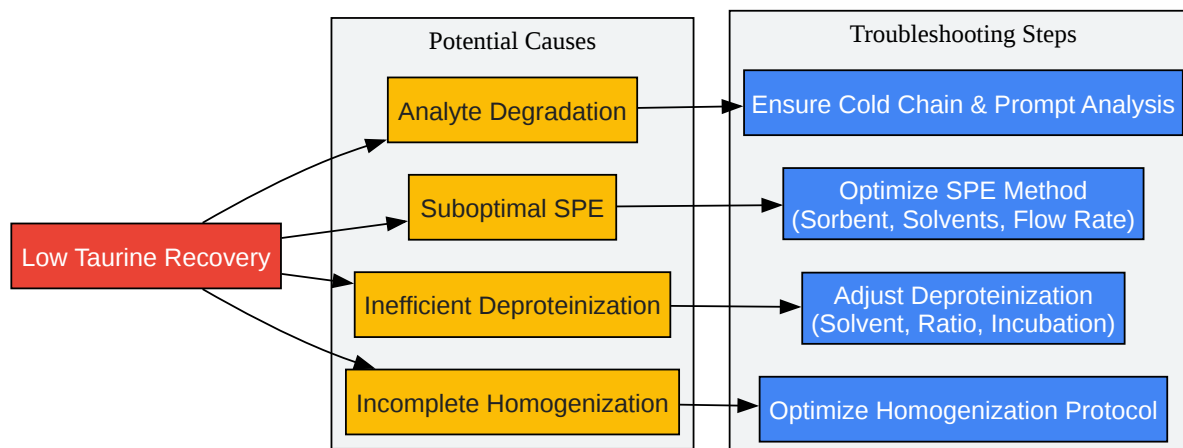 Potential Causes
Troubleshooting Steps
Low Taurine Recovery
Analyte Degradation
Ensure Cold Chain & Prompt Analysis
Suboptimal SPE
Optimize SPE Method
(Sorbent, Solvents, Flow Rate)
Inefficient Deproteinization
Adjust Deproteinization
(Solvent, Ratio, Incubation)
Incomplete Homogenization
Optimize Homogenization Protocol